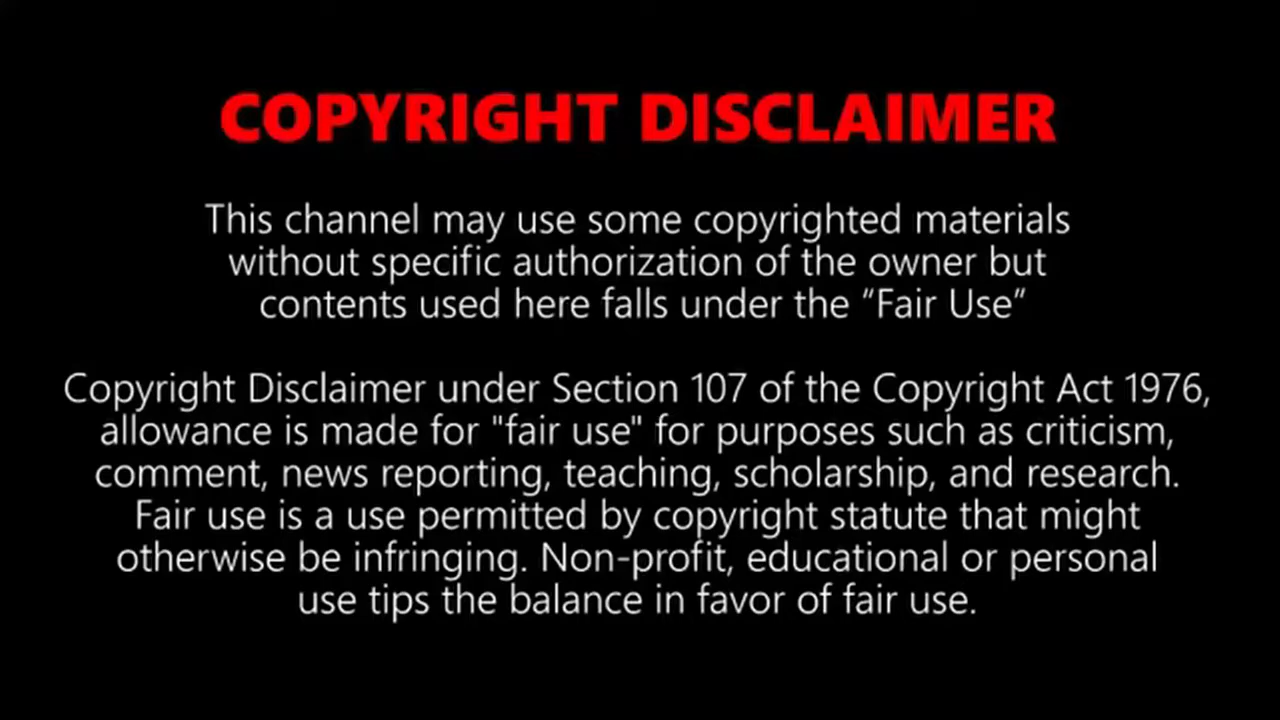 COPYRIGHT DISCLAIMER
This channel may use some copyrighted materials
without specific authorization of the owner but
contents used here falls under the “Fair Use”
Copyright Disclaimer under Section 107 of the Copyright Act 1976,
allowance is made for "fair use" for purposes such as criticism,
comment, news reporting, teaching, scholarship, and research.
Fair use is a use permitted by copyright statute that might
otherwise be infringing. Non-profit, educational or personal
use tips the balance in favor of fair use.